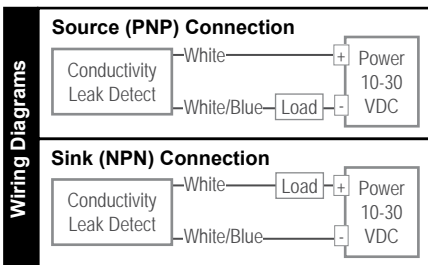 Wiring Diagrams
Source (PNP) Connection
Conductivity
Leak Detect
White
White/Blue
Load
+
-
Power
10-30
VDC
Sink (NPN) Connection
Conductivity
Leak Detect
White
Load
White/Blue
+
-
Power
10-30
VDC